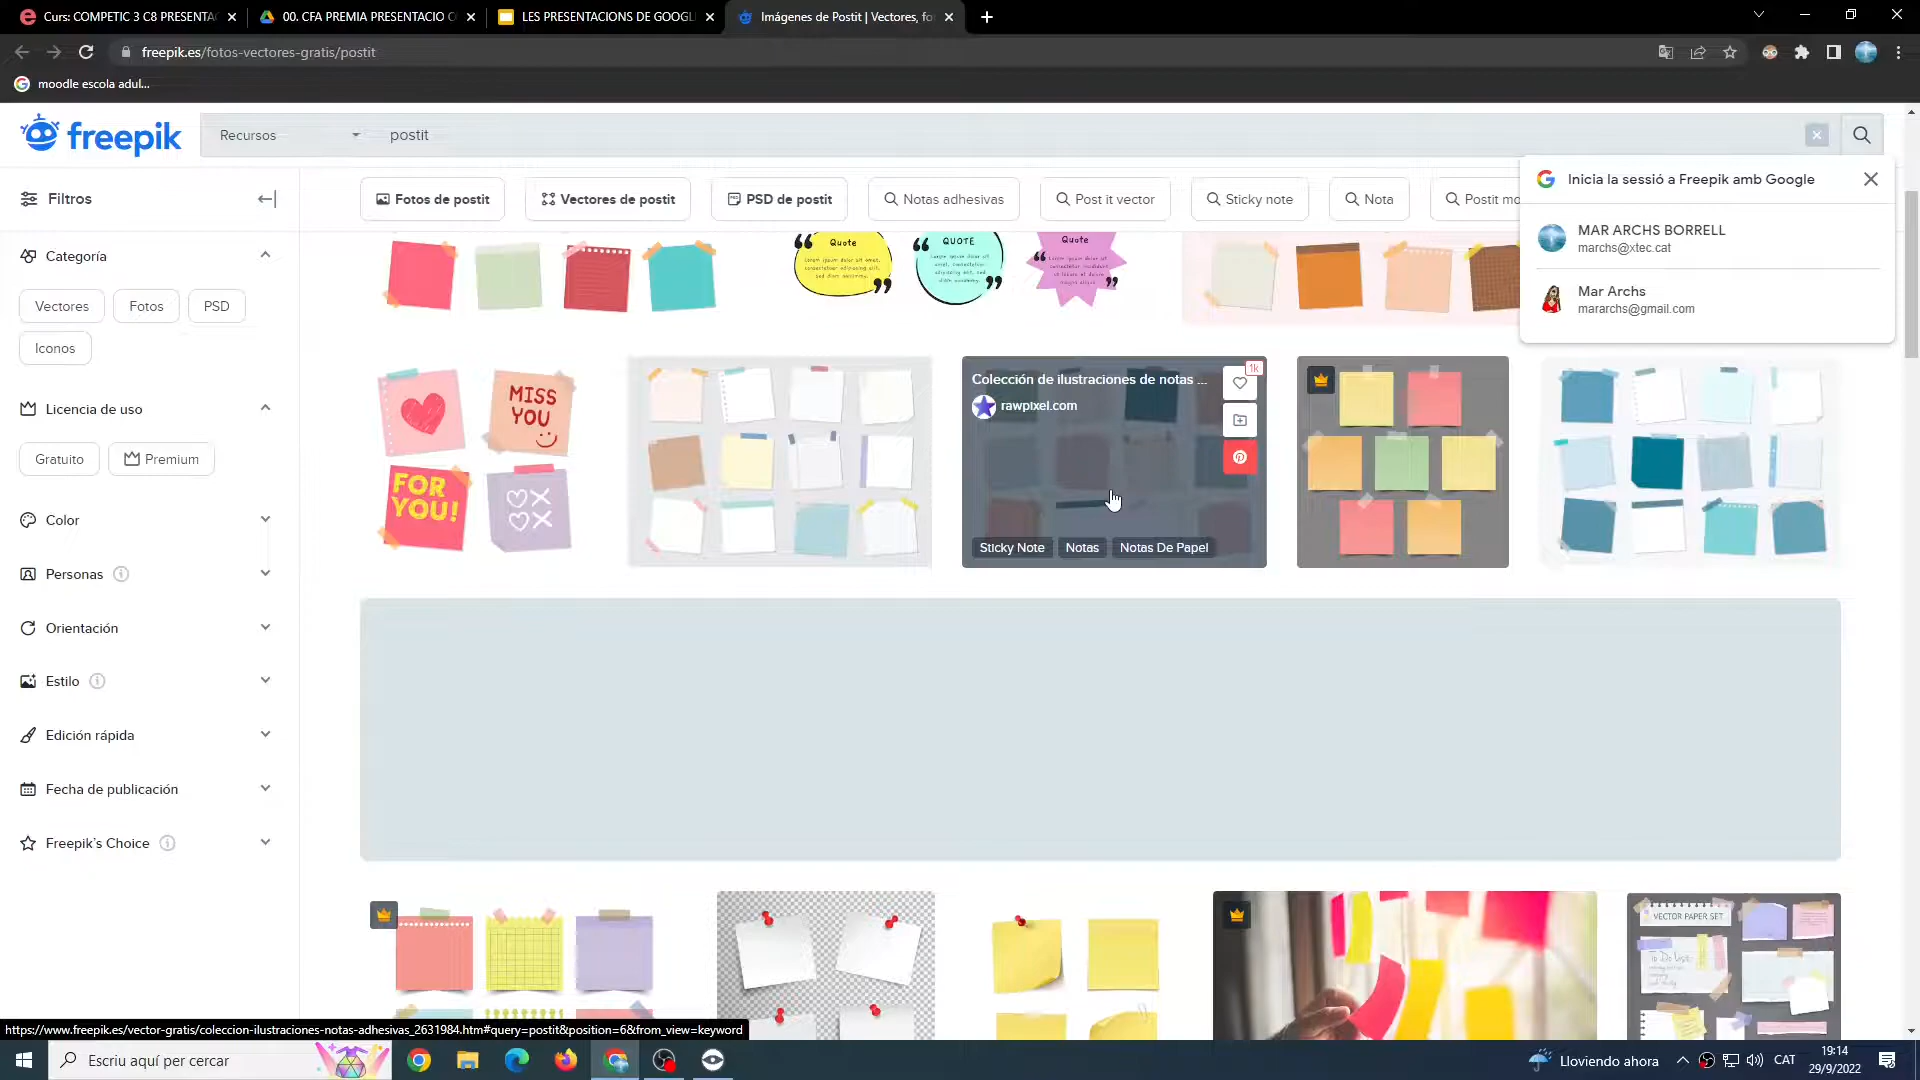 Curs: COMPETIC 3 C8 PRESENTA
00. CFA PREMIA PRESENTACIO C
LES PRESENTACIONS DE GOOGL
Imágenes de Postit | Vectores, fo
freepik.es/fotos-vectores-gratis/postit
moodle escola adul...
freepik
Recursos
postit
Inicia la sessió a Freepik amb Google
MAR ARCHS BORRELL
marchs@xtec.cat
Mar Archs
mararchs@gmail.com
Filtros
Fotos de postit
Vectores de postit
PSD de postit
Notas adhesivas
Post it vector
Sticky note
Nota
Postit mo
Categoría
Vectores
Fotos
PSD
Iconos
Licencia de uso
Gratuito
Premium
Color
Personas
Orientación
Estilo
Edición rápida
Fecha de publicación
Freepik's Choice
Quote
QUOTE
Quote
MISS
YOU
FOR
YOU!
Colección de ilustraciones de notas ...
rawpixel.com
1k
Sticky Note
Notas
Notas De Papel
VECTOR PAPER SET
To Do List:
https://www.freepik.es/vector-gratis/coleccion-ilustraciones-notas-adhesivas_2631984.htm#query=postit&position=6&from_view=keyword
Escriu aquí per cercar
Lloviendo ahora
CAT
19:14
29/9/2022